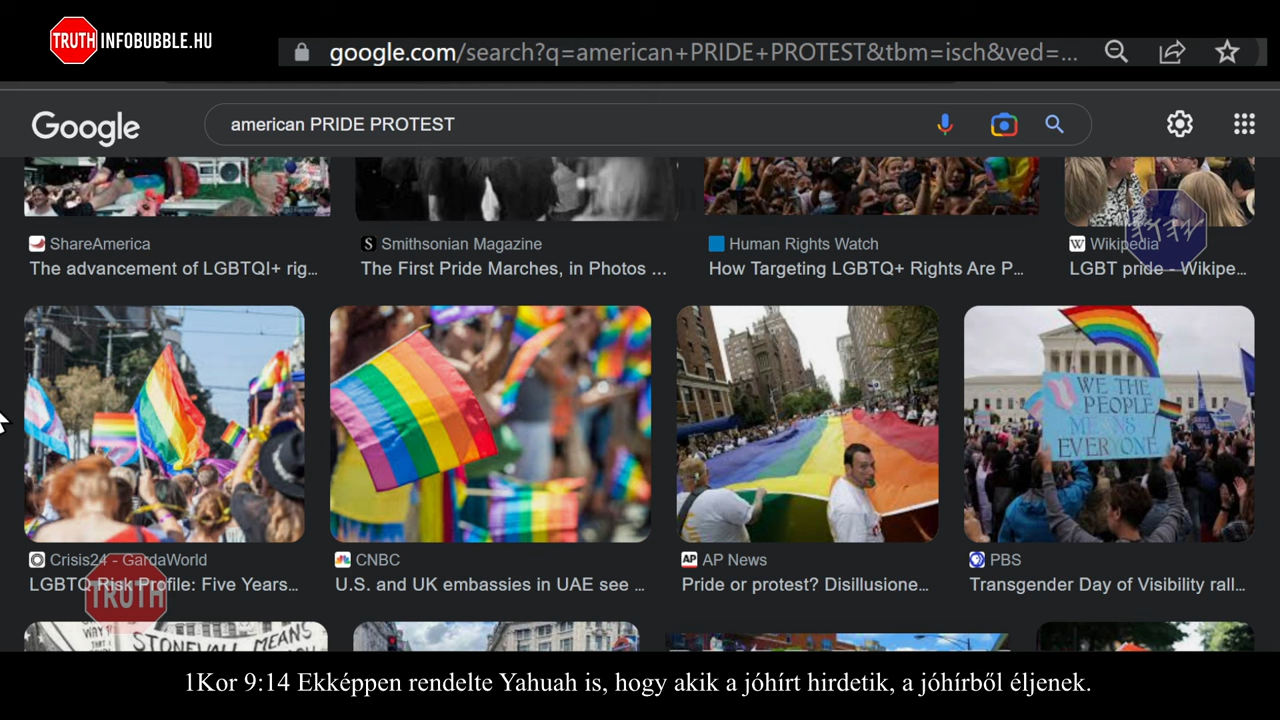 TRUTH INFOBUBBLE.HU
google.com/search?q=american+PRIDE+PROTEST&tbm=isch&ved=...
Google
american PRIDE PROTEST
ShareAmerica
Smithsonian Magazine
Human Rights Watch
Wikipedia
The advancement of LGBTQI+ rig...
The First Pride Marches, in Photos ...
How Targeting LGBTQ+ Rights Are P...
LGBT pride - Wikipe...
WE THE
PEOPLE
MEANS
EVERYONE
Crisis24 - GardaWorld
CNBC
AP News
PBS
LGBTQ Risk Profile: Five Years...
U.S. and UK embassies in UAE see ...
Pride or protest? Disillusione...
Transgender Day of Visibility rall...
TRUTH
STONEWALL MEANS
1Kor 9:14 Ekképpen rendelte Yahuah is, hogy akik a jóhírt hirdetik, a jóhírből éljenek.